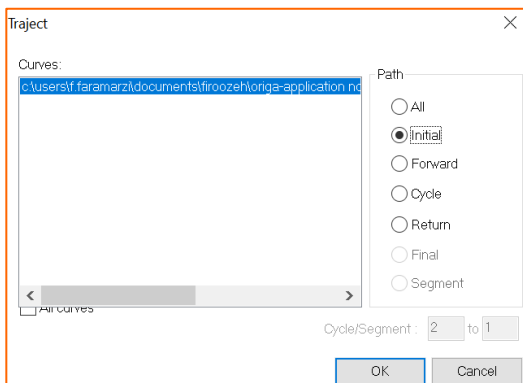 Traject
Curves:
c:\users\f.faramarzi\documents\firoozeh\origa-application no
All curves
Path
All
Initial
Forward
Cycle
Return
Final
Segment
Cycle/Segment : 2 to 1
OK Cancel